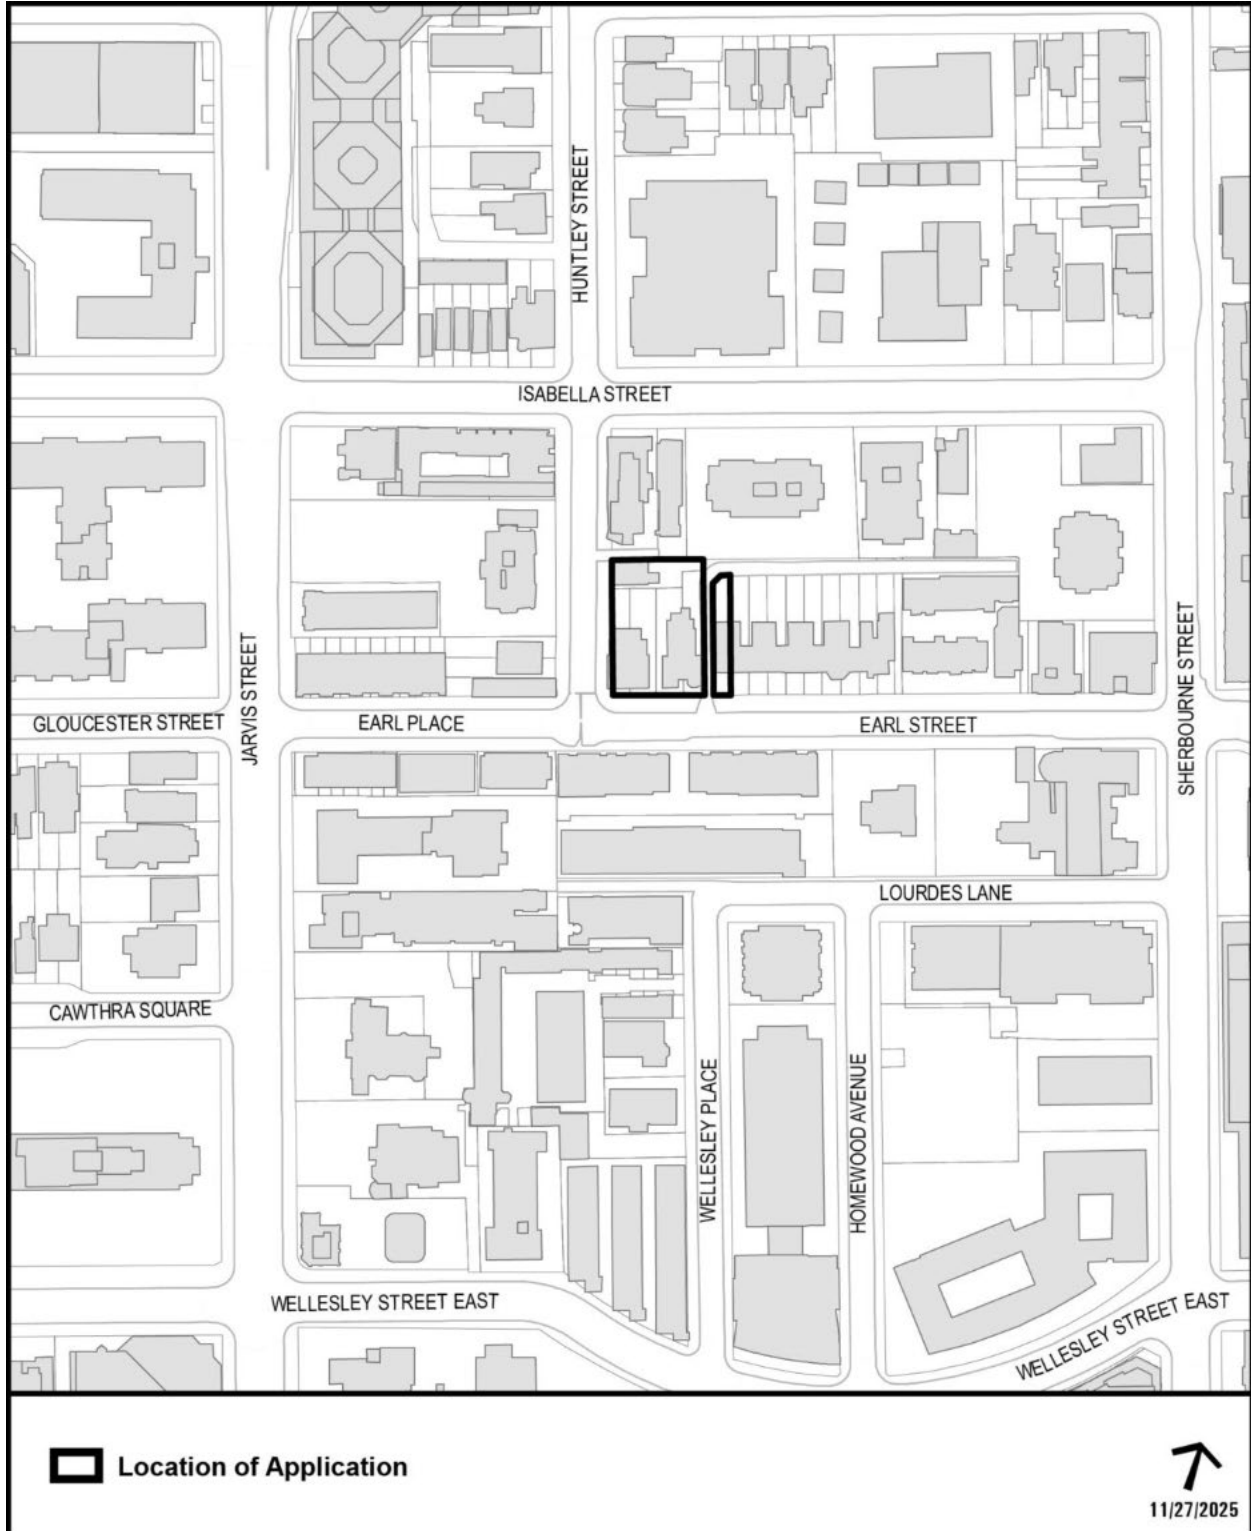 HUNTLEY STREET
ISABELLA STREET
JARVIS STREET
SHERBOURNE STREET
GLOUCESTER STREET
EARL PLACE
EARL STREET
LOURDES LANE
CAWTHRA SQUARE
WELLESLEY PLACE
HOMEWOOD AVENUE
WELLESLEY STREET EAST
WELLESLEY STREET EAST
Location of Application
11/27/2025